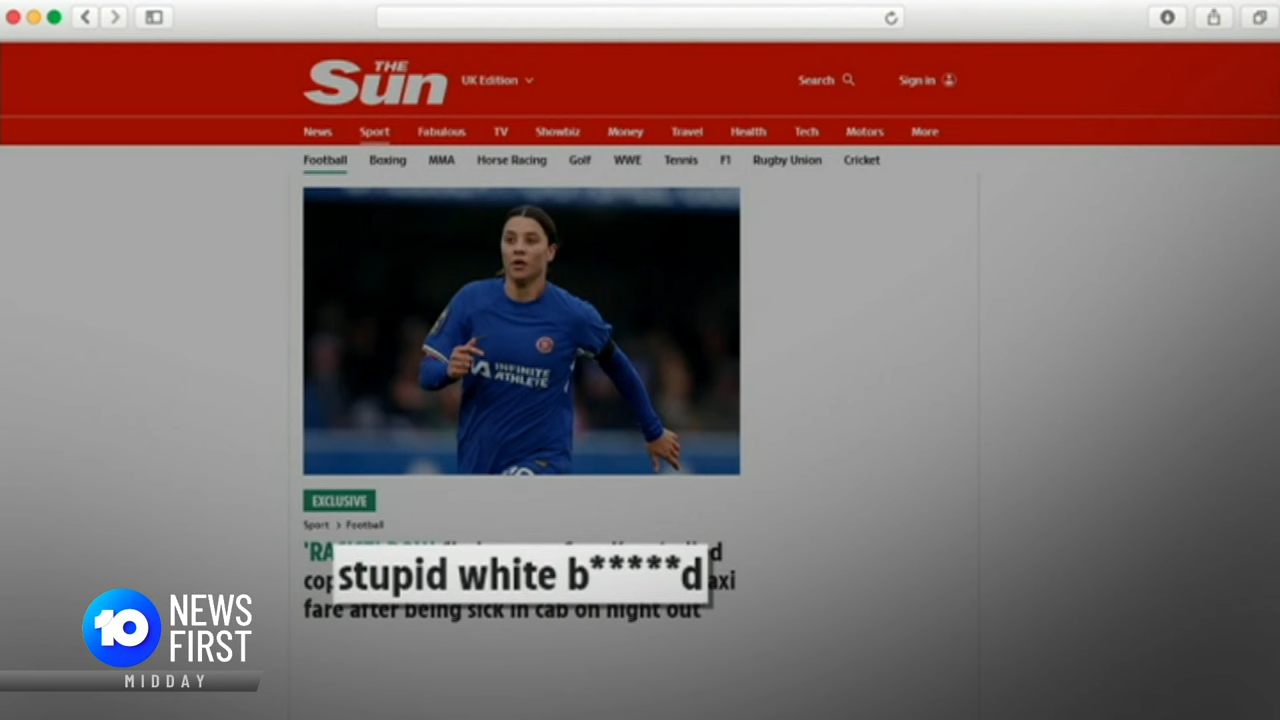 THE
Sun
UK Edition
Search
Sign in
News Sport Fabulous TV Showbiz Money Travel Health Tech Motors More
Football Boxing MMA Horse Racing Golf WWE Tennis F1 Rugby Union Cricket
INFINITE
ATHLETE
EXCLUSIVE
Sport > Football
stupid white b*****d
fare after being sick in cab on night out
10 NEWS
FIRST
MIDDAY